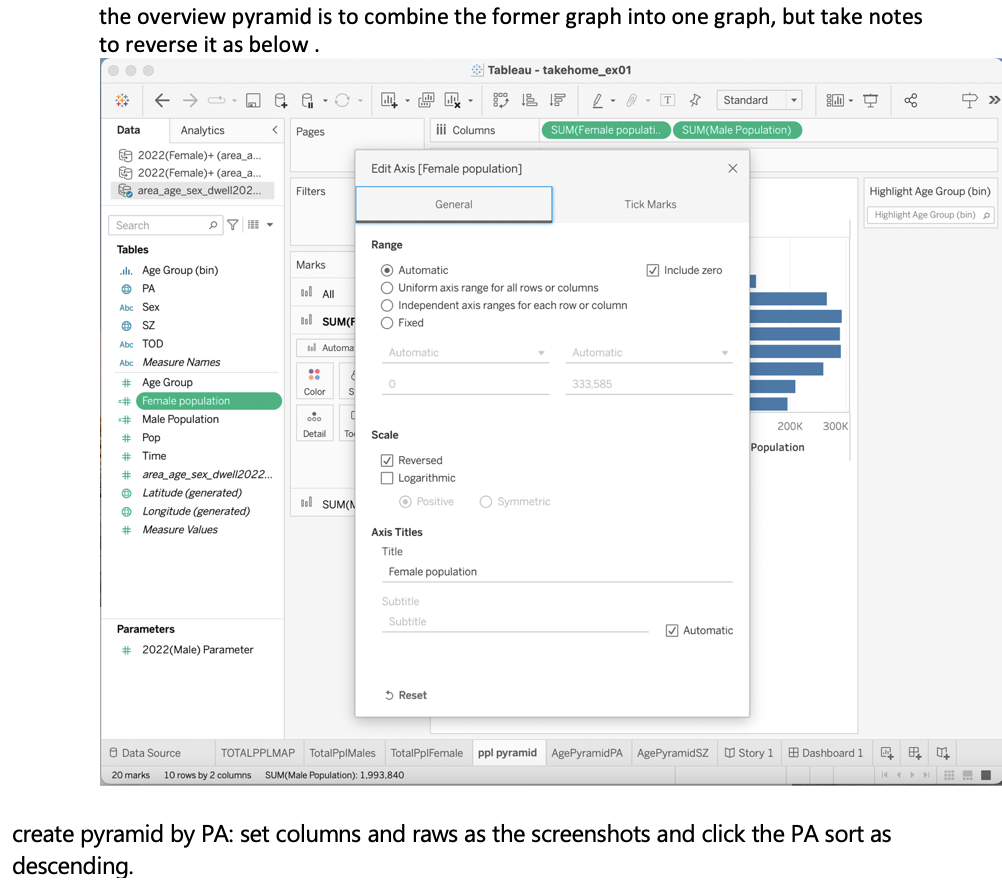 the overview pyramid is to combine the former graph into one graph, but take notes
to reverse it as below .
Tableau - takehome_ex01
Standard
Data
Analytics
Pages
Columns
SUM(Female populati..
SUM(Male Population)
2022(Female)+ (area_a...
2022(Female)+ (area_a...
area_age_sex_dwell202...
Search
Tables
Age Group (bin)
PA
Abc Sex
SZ
Abc TOD
Abc Measure Names
Age Group
Female population
Male Population
Pop
Time
area_age_sex_dwell2022...
Latitude (generated)
Longitude (generated)
Measure Values
Parameters
2022(Male) Parameter
Filters
Marks
All
SUM(F
Automa
Color
S
Detail
Too
SUM(M
Edit Axis [Female population]
General
Tick Marks
Range
Automatic
Include zero
Uniform axis range for all rows or columns
Independent axis ranges for each row or column
Fixed
Automatic
Automatic
0
333,585
Scale
Reversed
Logarithmic
Positive
Symmetric
Axis Titles
Title
Female population
Subtitle
Subtitle
Automatic
Reset
200K 300K
Population
Highlight Age Group (bin)
Highlight Age Group (bin)
Data Source
TOTALPPLMAP
TotalPplMales
TotalPplFemale
ppl pyramid
AgePyramidPA
AgePyramidSZ
Story 1
Dashboard 1
20 marks 10 rows by 2 columns SUM(Male Population): 1,993,840
create pyramid by PA: set columns and raws as the screenshots and click the PA sort as
descending.